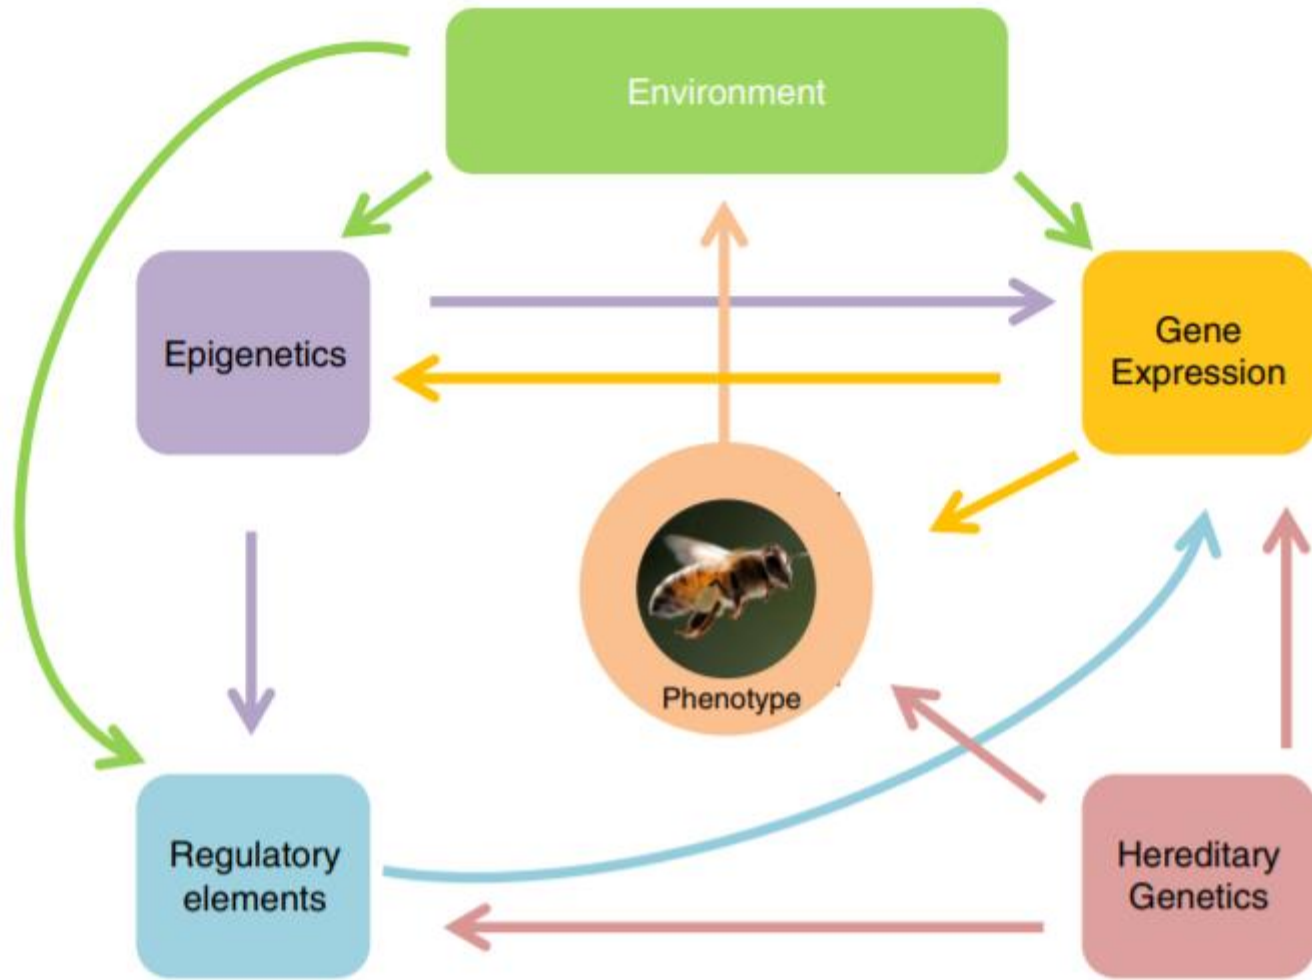 Environment
Epigenetics
Gene
Expression
Phenotype
Regulatory
elements
Hereditary
Genetics